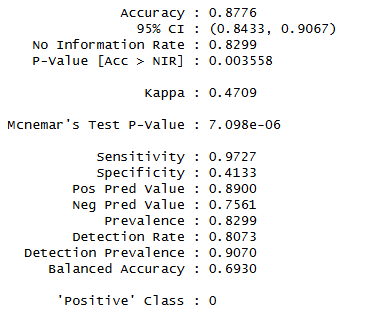 Accuracy : 0.8776
95% CI : (0.8433, 0.9067)
No Information Rate : 0.8299
P-Value [Acc > NIR] : 0.003558
Kappa : 0.4709
Mcnemar's Test P-Value : 7.098e-06
Sensitivity : 0.9727
Specificity : 0.4133
Pos Pred Value : 0.8900
Neg Pred Value : 0.7561
Prevalence : 0.8299
Detection Rate : 0.8073
Detection Prevalence : 0.9070
Balanced Accuracy : 0.6930
'Positive' Class : 0